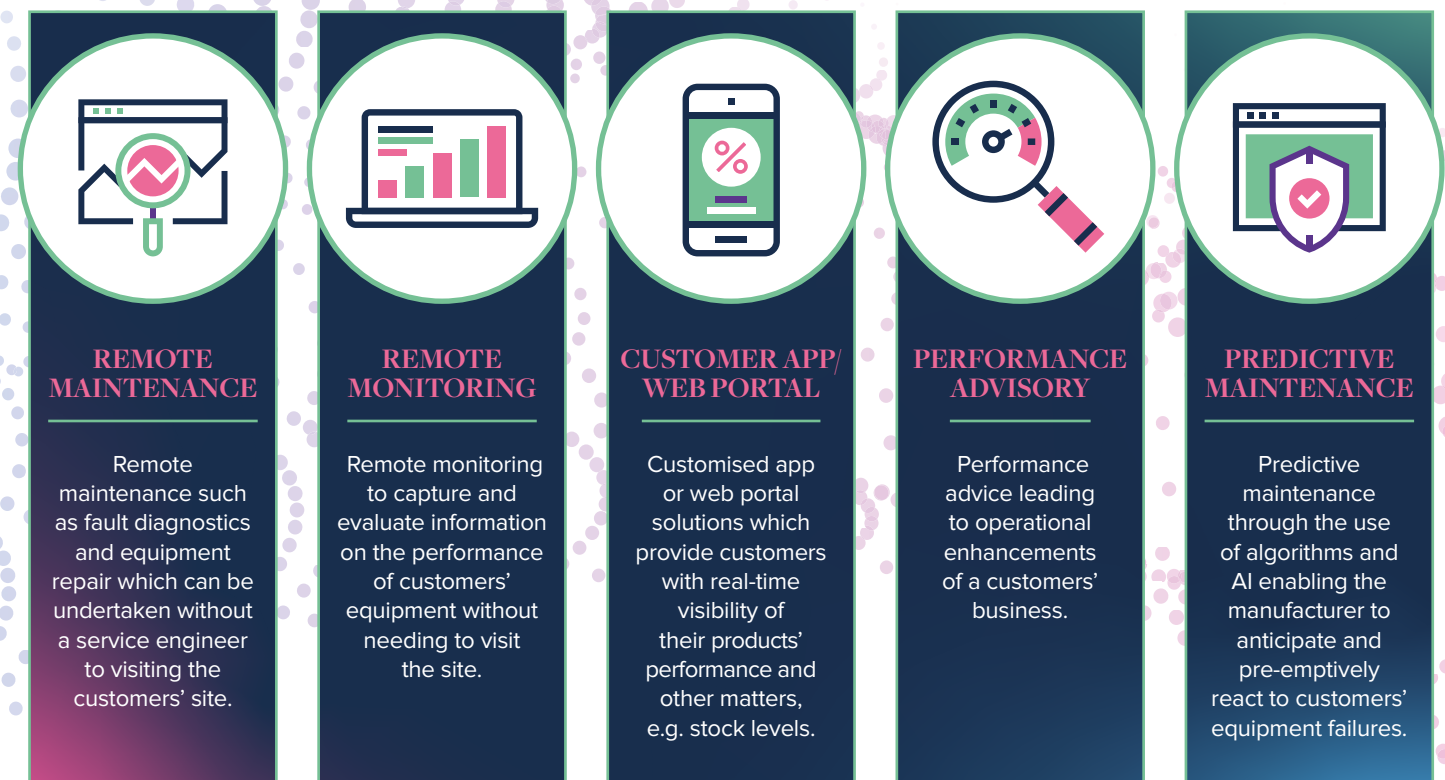 REMOTE
MAINTENANCE
Remote
maintenance such
as fault diagnostics
and equipment
repair which can be
undertaken without
a service engineer
to visiting the
customers’ site.
REMOTE
MONITORING
Remote monitoring
to capture and
evaluate information
on the performance
of customers’
equipment without
needing to visit
the site.
CUSTOMER APP/
WEB PORTAL
Customised app
or web portal
solutions which
provide customers
with real-time
visibility of
their products’
performance and
other matters,
e.g. stock levels.
PERFORMANCE
ADVISORY
Performance
advice leading
to operational
enhancements
of a customers’
business.
PREDICTIVE
MAINTENANCE
Predictive
maintenance
through the use
of algorithms and
AI enabling the
manufacturer to
anticipate and
pre-emptively
react to customers’
equipment failures.